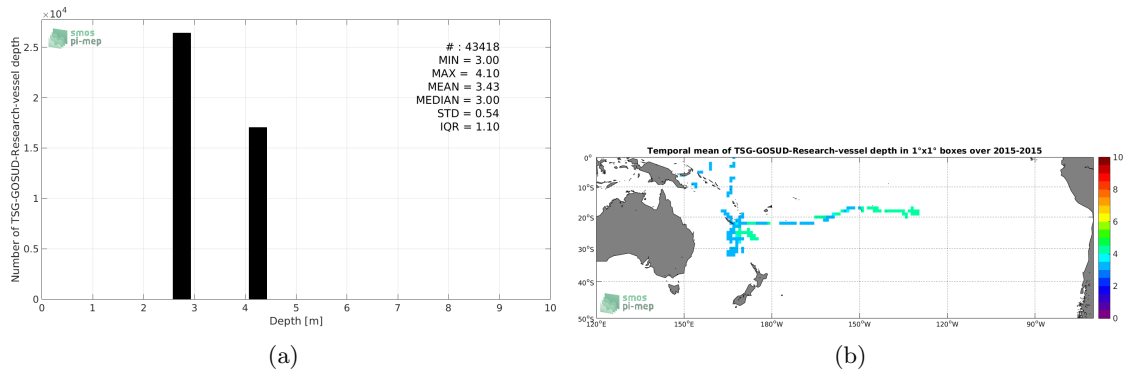 ×10⁴
2.5
2
1.5
1
0.5
0
Number of TSG-GOSUD-Research-vessel depth
smos
pi-mep
# : 43418
MIN = 3.00
MAX = 4.10
MEAN = 3.43
MEDIAN = 3.00
STD = 0.54
IQR = 1.10
0 1 2 3 4 5 6 7 8 9 10
Depth [m]
(a)
Temporal mean of TSG-GOSUD-Research-vessel depth in 1°x1° boxes over 2015-2015
0°
10°S
20°S
30°S
40°S
50°S
smos
pi-mep
120°E 150°E 180°W 150°W 120°W 90°W
10
9
8
7
6
5
4
3
2
1
0
(b)